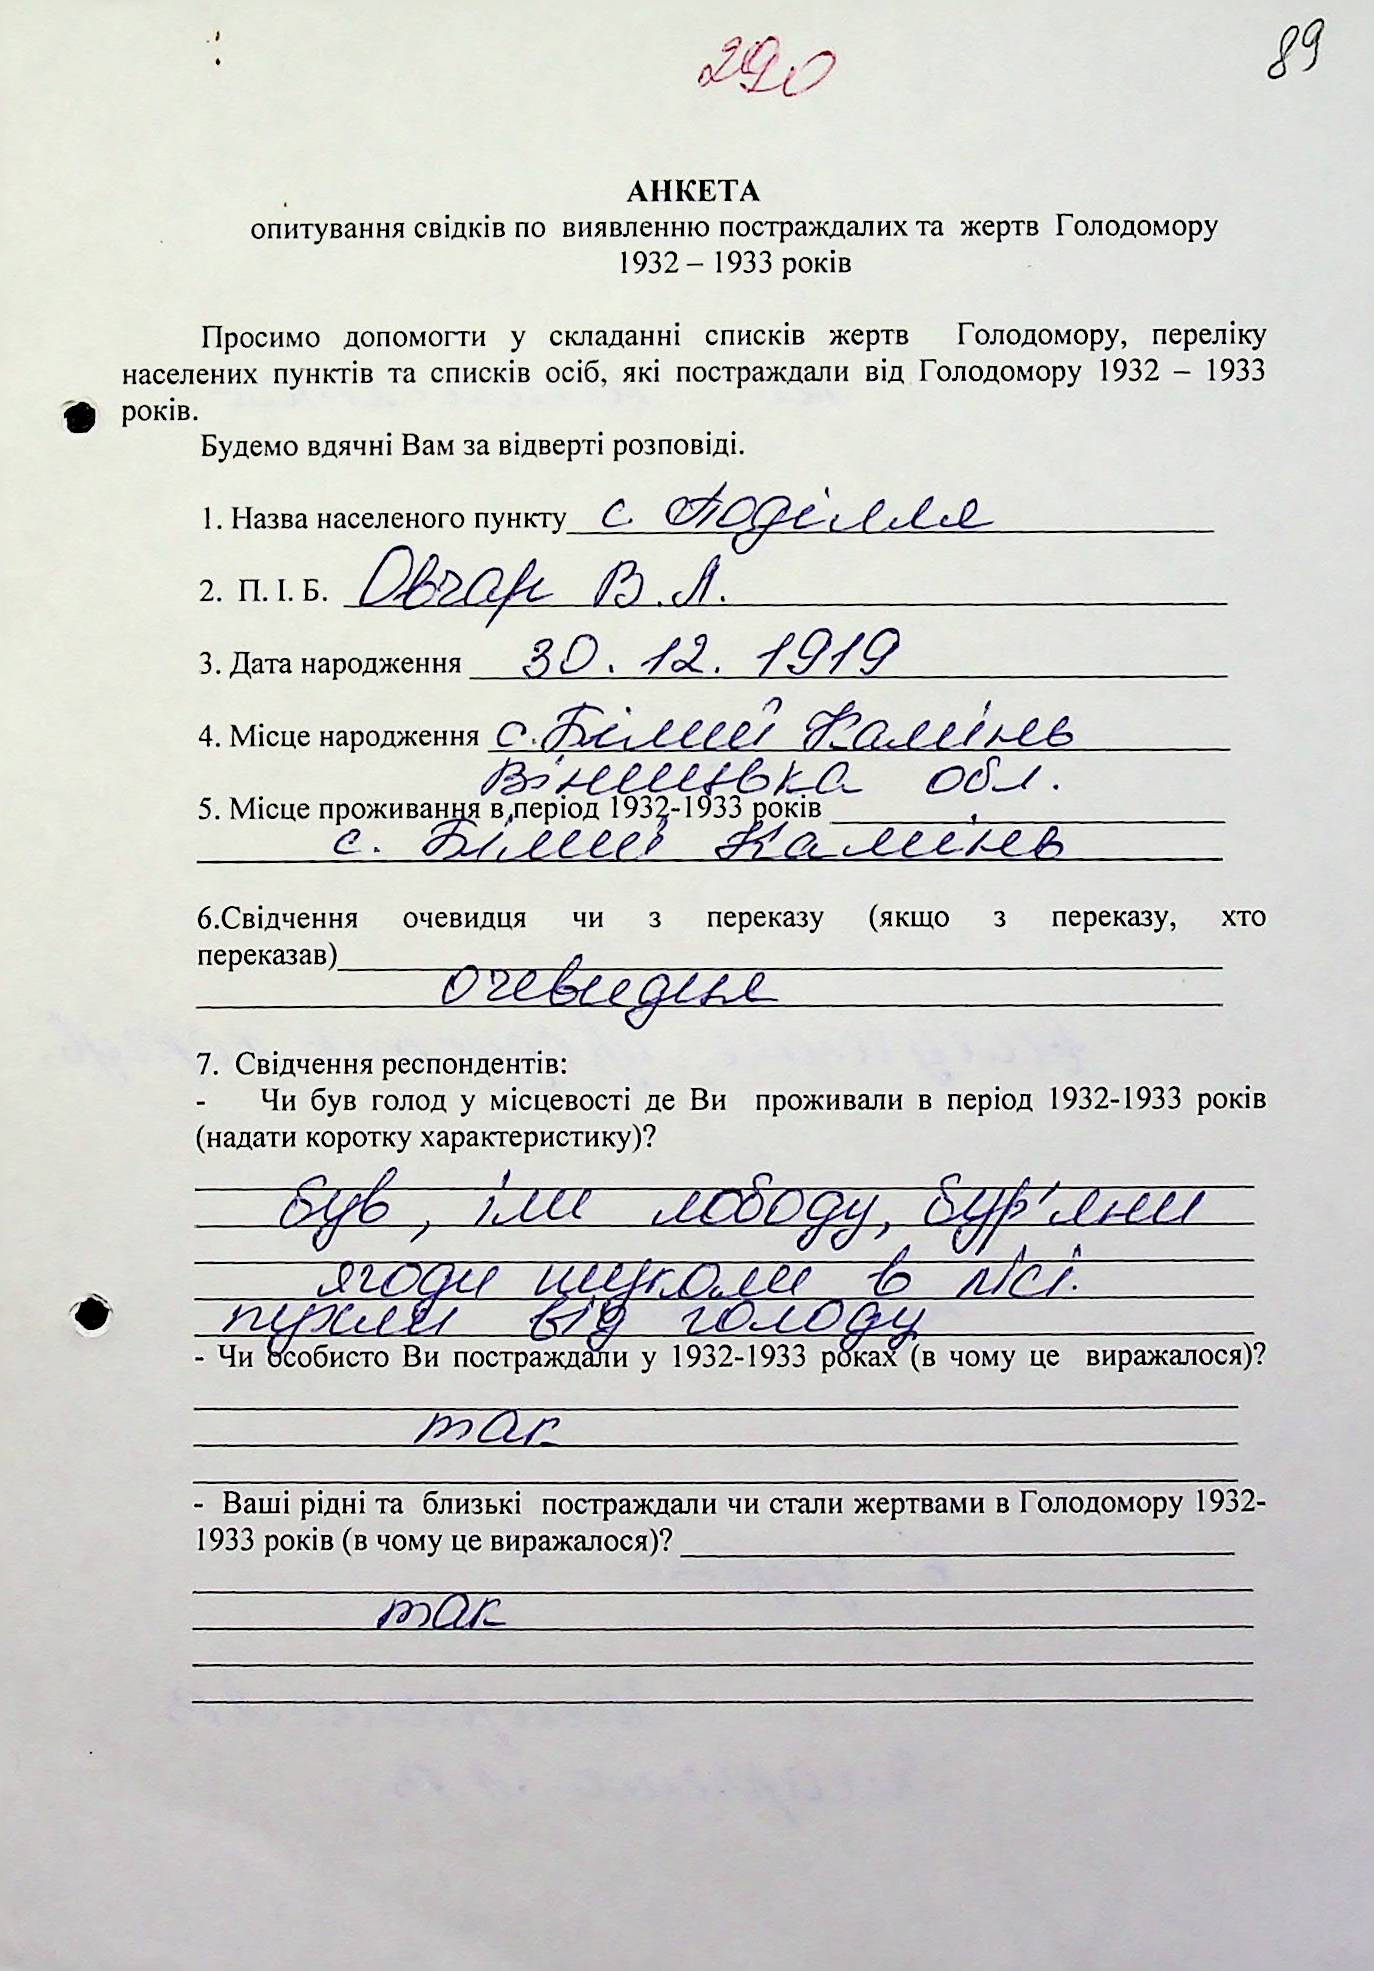 290
89
АНКЕТА
опитування свідків по виявленню постраждалих та жертв Голодомору
1932 – 1933 років
Просимо допомогти у складанні списків жертв Голодомору, переліку
населених пунктів та списків осіб, які постраждали від Голодомору 1932 – 1933
років.
Будемо вдячні Вам за відверті розповіді.
1. Назва населеного пункту с. Поділля
2. П. І. Б. Овчар В. Л.
3. Дата народження 30. 12. 1919
4. Місце народження с. Білий Камінь
Вінницька обл.
5. Місце проживання в період 1932-1933 років
с. Білий Камінь
6.Свідчення очевидця чи з переказу (якщо з переказу, хто
переказав)
очевидця
7. Свідчення респондентів:
- Чи був голод у місцевості де Ви проживали в період 1932-1933 років
(надати коротку характеристику)?
був, їли лободу, бур'яни
ягоди шукали в лісі.
пухли від голоду
- Чи особисто Ви постраждали у 1932-1933 роках (в чому це виражалося)?
так
- Ваші рідні та близькі постраждали чи стали жертвами в Голодомору 1932-
1933 років (в чому це виражалося)?
так